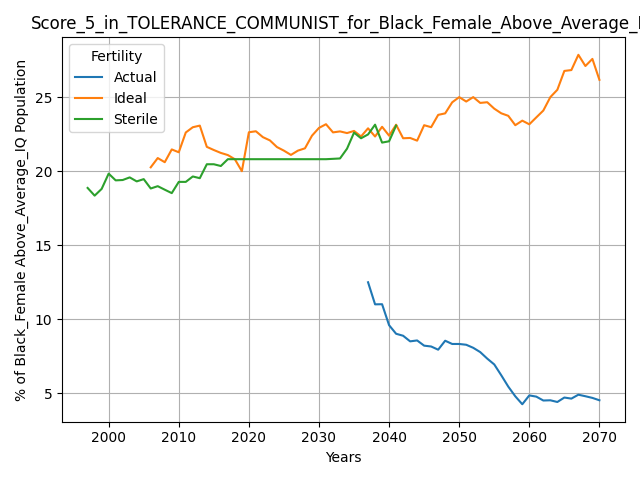 Score_5_in_TOLERANCE_COMMUNIST_for_Black_Female_Above_Average_I
Fertility
Actual
Ideal
Sterile
% of Black_Female Above_Average_IQ Population
25
20
15
10
5
2000 2010 2020 2030 2040 2050 2060 2070
Years